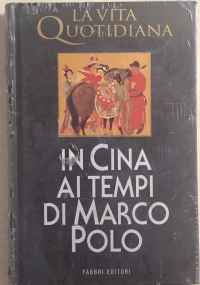 LA VITA
QUOTIDIANA
IN CINA
AI TEMPI
DI MARCO
POLO
FABBRI EDITORI